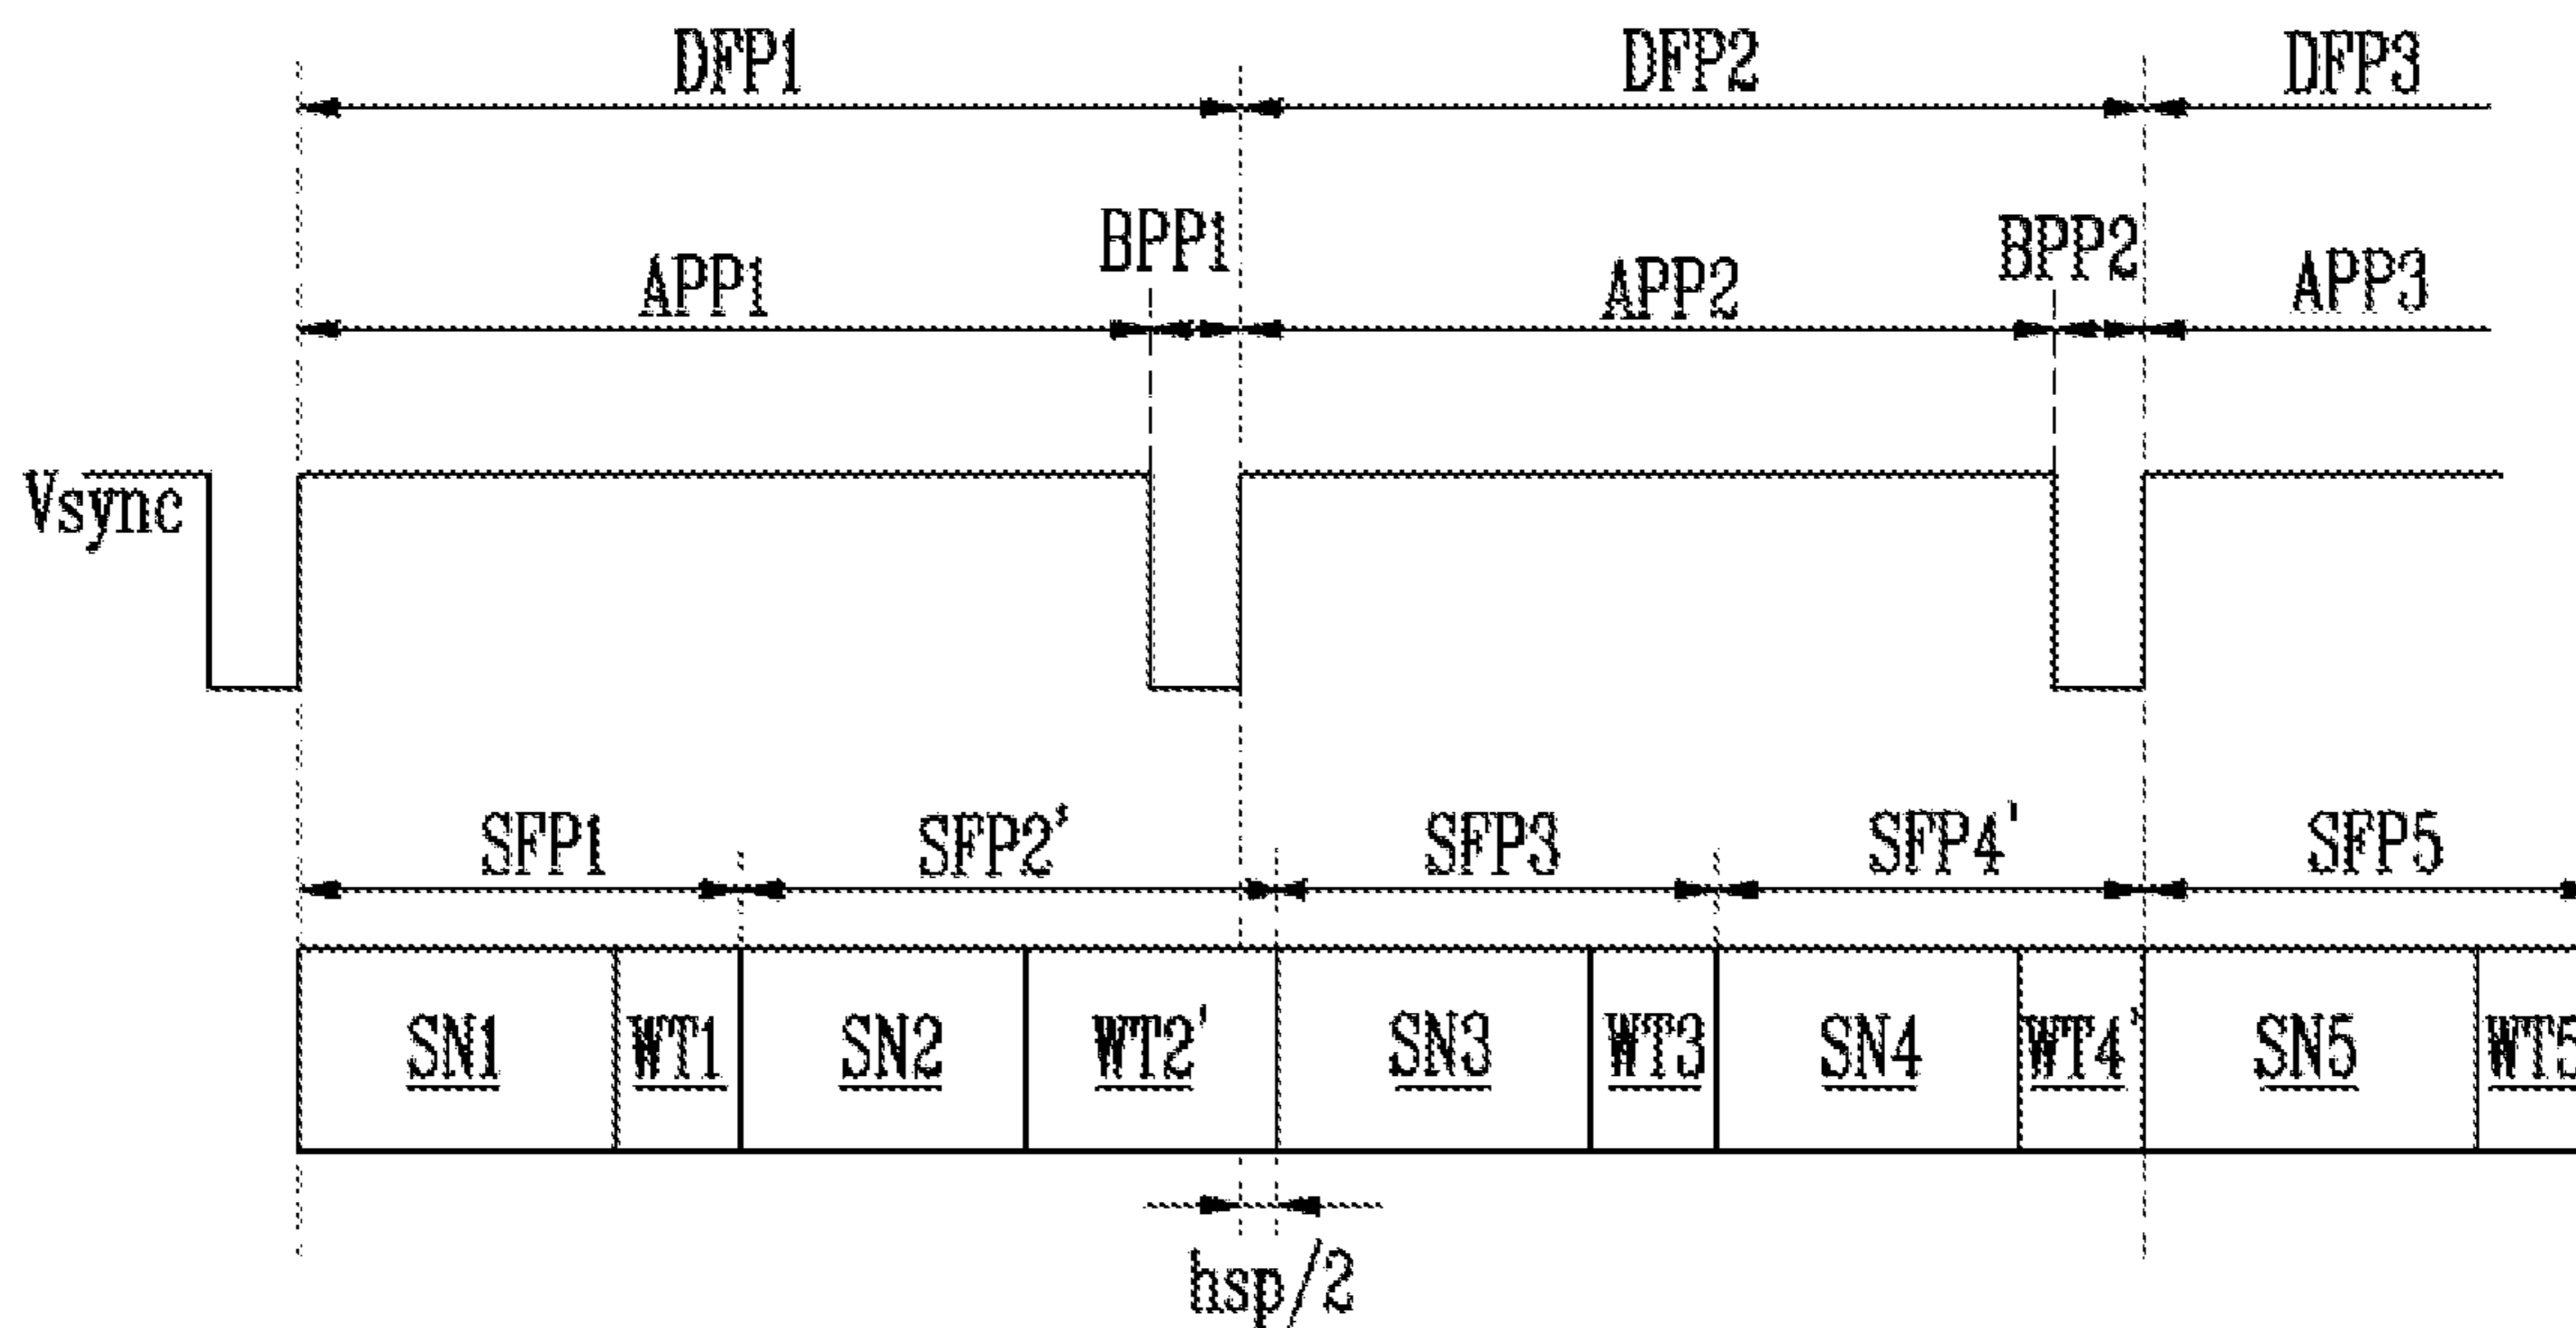 DFP1 DFP2 DFP3
BPP1 BPP2
APP1 APP2 APP3
Vsync
SFP1 SFP2' SFP3 SFP4' SFP5
SN1 WT1 SN2 WT2' SN3 WT3 SN4 WT4' SN5 WT5
hsp/2